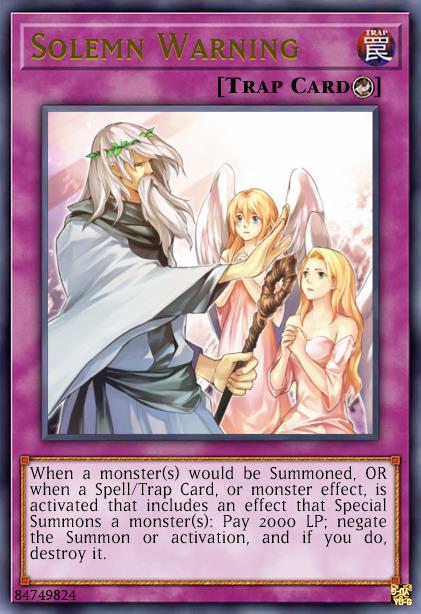 Solemn Warning
TRAP
罠
[Trap Card]
When a monster(s) would be Summoned, OR
when a Spell/Trap Card, or monster effect, is
activated that includes an effect that Special
Summons a monster(s): Pay 2000 LP; negate
the Summon or activation, and if you do,
destroy it.
84749824